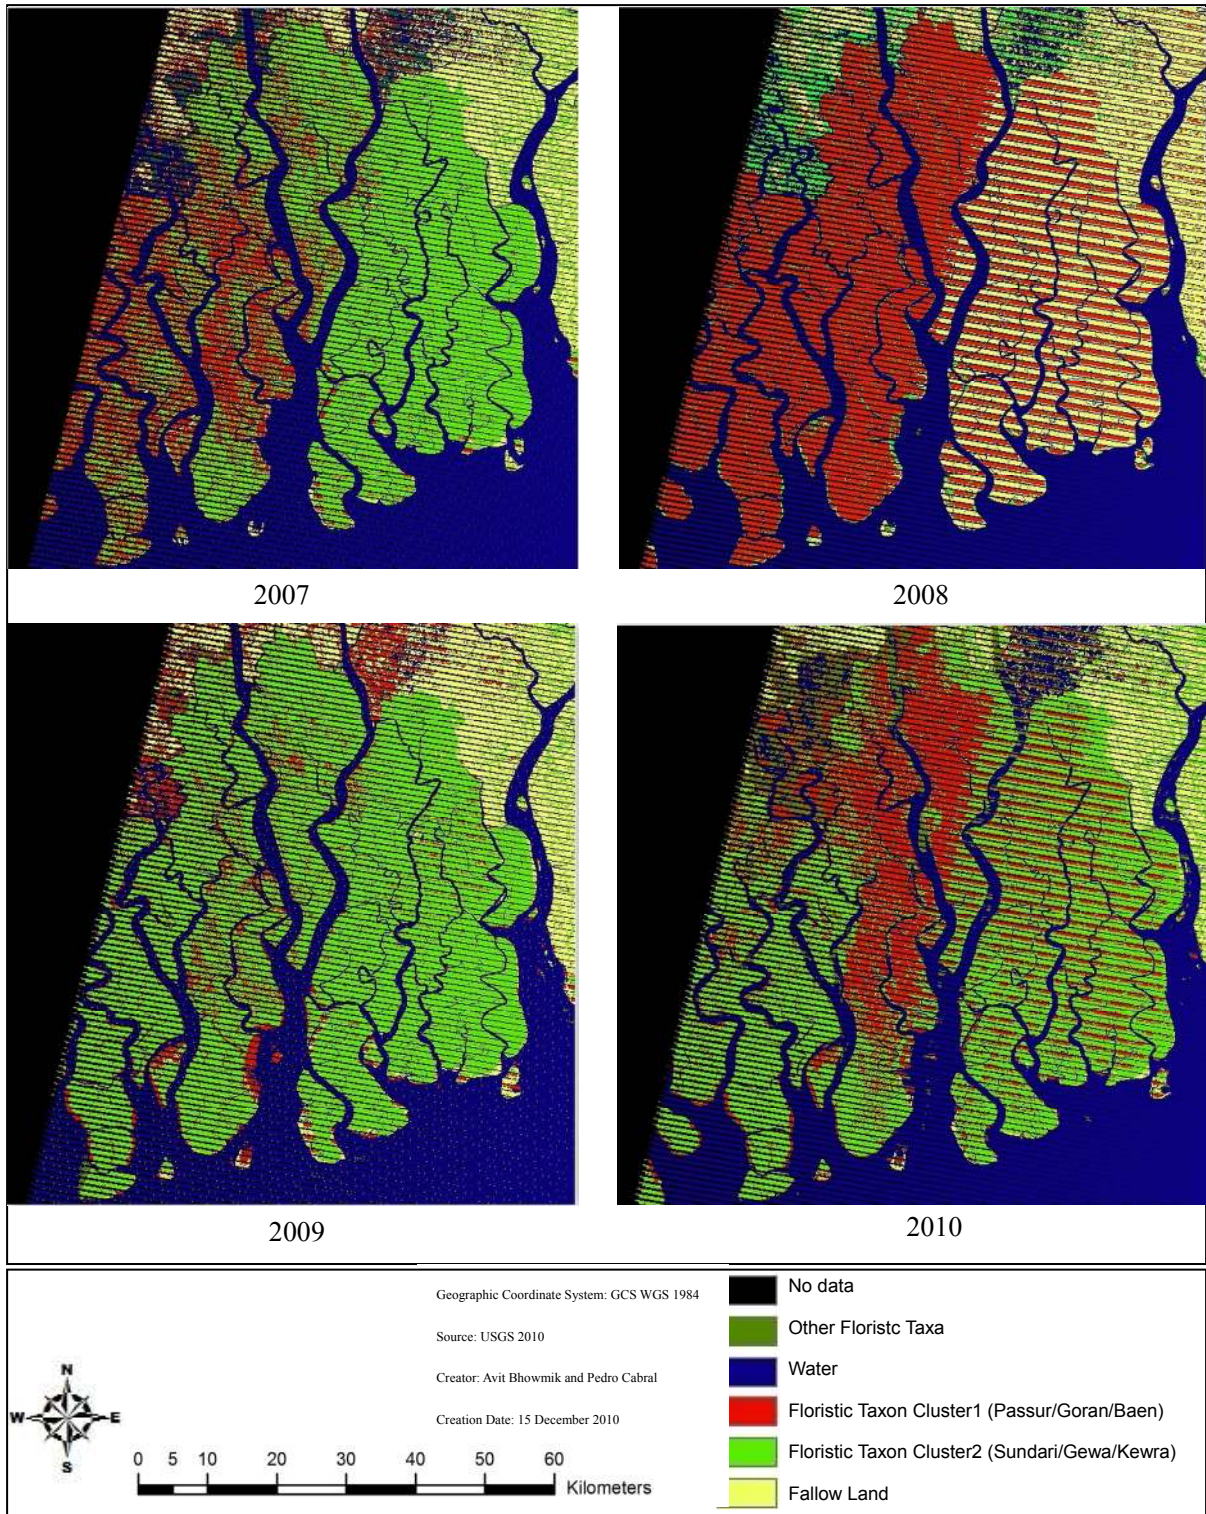 2007
2008
2009
2010
Geographic Coordinate System: GCS WGS 1984
Source: USGS 2010
Creator: Avit Bhowmik and Pedro Cabral
Creation Date: 15 December 2010
N
W E
S
0 5 10 20 30 40 50 60
Kilometers
No data
Other Floristc Taxa
Water
Floristic Taxon Cluster1 (Passur/Goran/Baen)
Floristic Taxon Cluster2 (Sundari/Gewa/Kewra)
Fallow Land